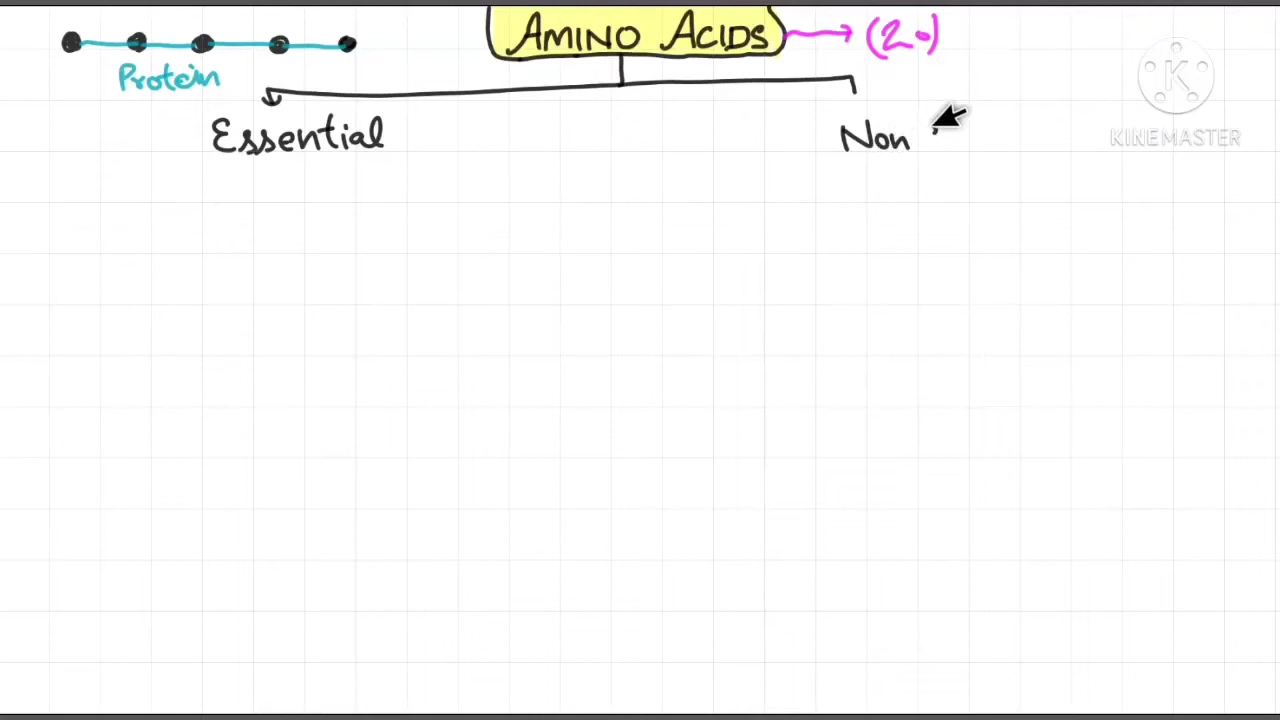 AMINO ACIDS → (20)
Protein
Essential
Non
KINEMASTER